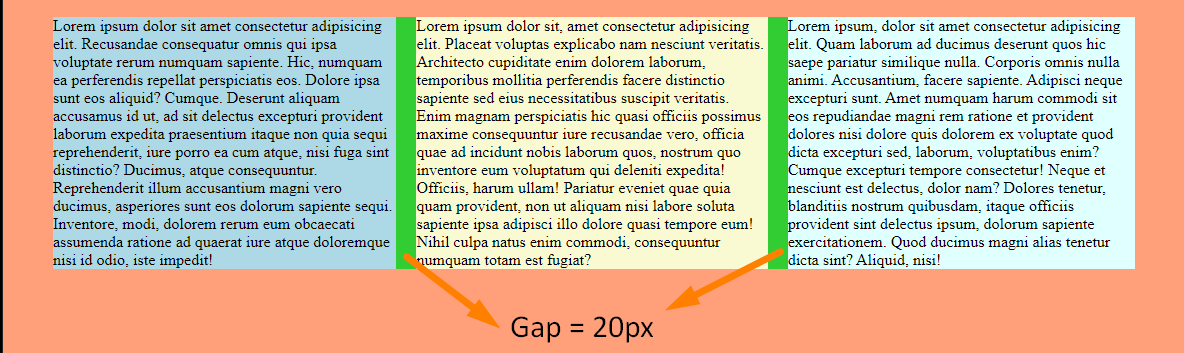 Lorem ipsum dolor sit amet consectetur adipisicing
elit. Recusandae consequatur omnis qui ipsa
voluptate rerum numquam sapiente. Hic, numquam
ea perferendis repellat perspiciatis eos. Dolore ipsa
sunt eos aliquid? Cumque. Deserunt aliquam
accusamus id ut, ad sit delectus excepturi provident
laborum expedita praesentium itaque non quia sequi
reprehenderit, iure porro ea cum atque, nisi fuga sint
distinctio? Ducimus, atque consequuntur.
Reprehenderit illum accusantium magni vero
ducimus, asperiores sunt eos dolorum sapiente sequi.
Inventore, modi, dolorem rerum eum obcaecati
assumenda ratione ad quaerat iure atque doloremque
nisi id odio, iste impedit!
Lorem ipsum dolor sit, amet consectetur adipisicing
elit. Placeat voluptas explicabo nam nesciunt veritatis.
Architecto cupiditate enim dolorem laborum,
temporibus mollitia perferendis facere distinctio
sapiente sed eius necessitatibus suscipit veritatis.
Enim magnam perspiciatis hic quasi officiis possimus
maxime consequuntur iure recusandae vero, officia
quae ad incidunt nobis laborum quos, nostrum quo
inventore eum voluptatum qui deleniti expedita!
Officiis, harum ullam! Pariatur eveniet quae quia
quam provident, non ut aliquam nisi labore soluta
sapiente ipsa adipisci illo dolore quasi tempore eum!
Nihil culpa natus enim commodi, consequuntur
numquam totam est fugiat?
Lorem ipsum, dolor sit amet consectetur adipisicing
elit. Quam laborum ad ducimus deserunt quos hic
saepe pariatur similique nulla. Corporis omnis nulla
animi. Accusantium, facere sapiente. Adipisci neque
excepturi sunt. Amet numquam harum commodi sit
eos repudiandae magni rem ratione et provident
dolores nisi dolore quis dolorem ex voluptate quod
dicta excepturi sed, laborum, voluptatibus enim?
Cumque excepturi tempore consectetur! Neque et
nesciunt est delectus, dolor nam? Dolores tenetur,
blanditiis nostrum quibusdam, itaque officiis
provident sint delectus ipsum, dolorum sapiente
exercitationem. Quod ducimus magni alias tenetur
dicta sint? Aliquid, nisi!
Gap = 20px